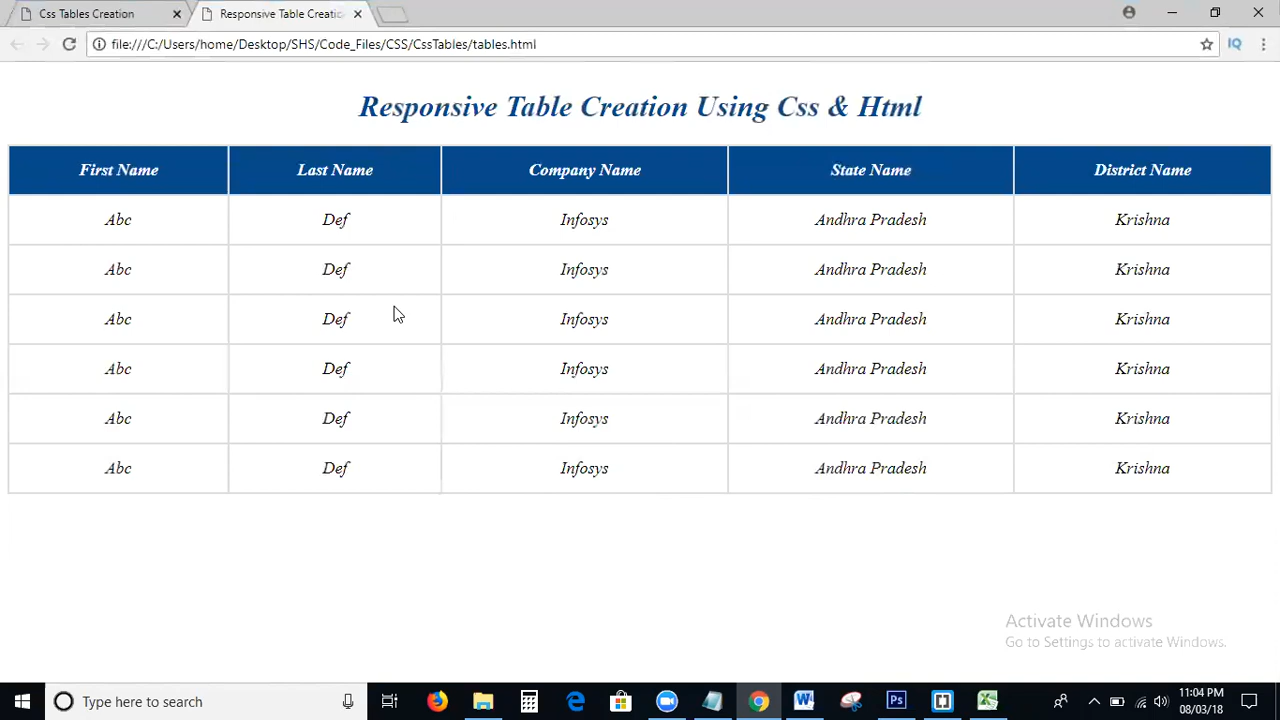 Css Tables Creation
Responsive Table Creatio
file:///C:/Users/home/Desktop/SHS/Code_Files/CSS/CssTables/tables.html
IQ
Responsive Table Creation Using Css & Html
First Name Last Name Company Name State Name District Name
Abc Def Infosys Andhra Pradesh Krishna
Abc Def Infosys Andhra Pradesh Krishna
Abc Def Infosys Andhra Pradesh Krishna
Abc Def Infosys Andhra Pradesh Krishna
Abc Def Infosys Andhra Pradesh Krishna
Abc Def Infosys Andhra Pradesh Krishna
Activate Windows
Go to Settings to activate Windows.
Type here to search
Ps
11:04 PM
08/03/18